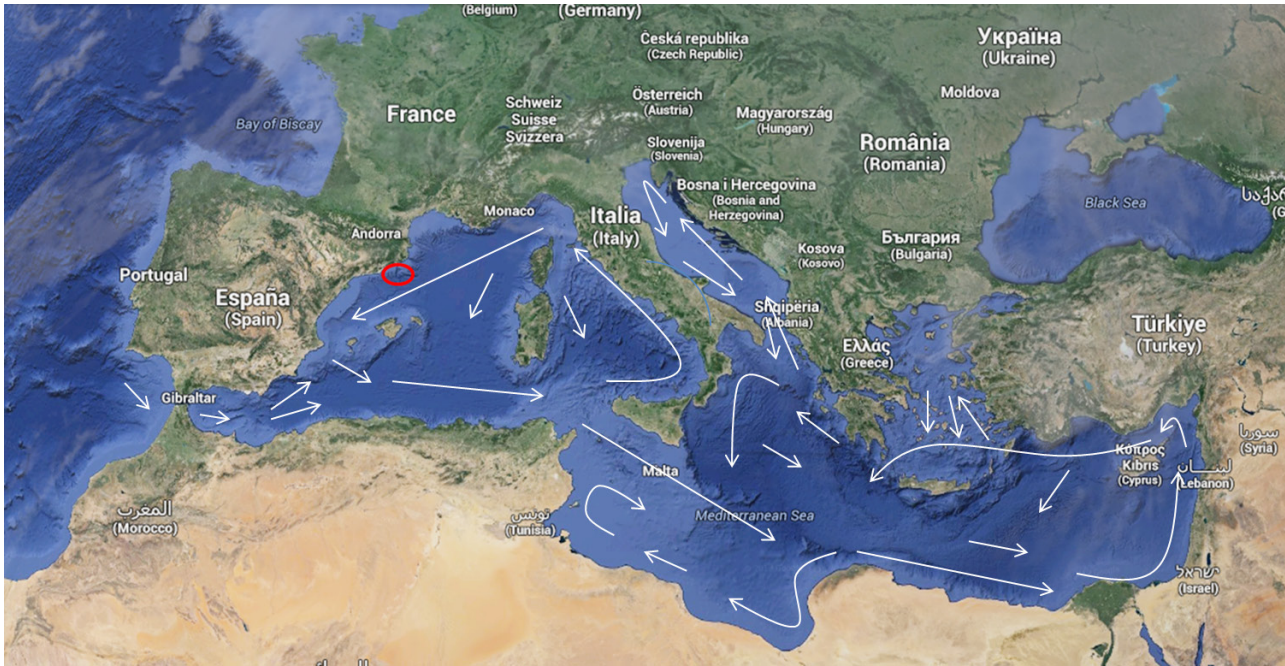 (Belgium)
(Germany)
Česká republika
(Czech Republic)
Україна
(Ukraine)
France
Schweiz
Suisse
Svizzera
Österreich
(Austria)
Magyarország
(Hungary)
Moldova
Bay of Biscay
Slovenija
(Slovenia)
România
(Romania)
Bosna i Hercegovina
(Bosnia and
Herzegovina)
Black Sea
Monaco
Italia
(Italy)
Andorra
Kosova
(Kosovo)
България
(Bulgaria)
Portugal
España
(Spain)
Shqipëria
(Albania)
Ελλάς
(Greece)
Türkiye
(Turkey)
Gibraltar
Κύπρος
Kıbrıs
(Cyprus)
سوريا
(Syria)
لبنــــان
(Lebanon)
Malta
المغرب
(Morocco)
تونس
(Tunisia)
Mediterranean Sea
ישראל
(Israel)